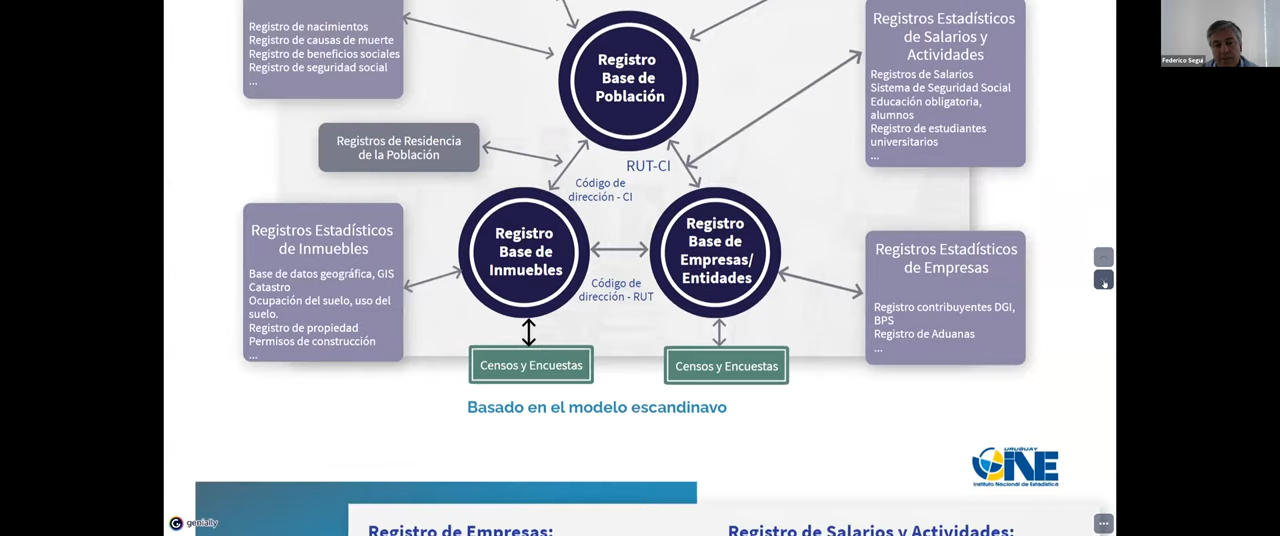 Registro de nacimientos
Registro de causas de muerte
Registro de beneficios sociales
Registro de seguridad social
...
Registro
Base de
Población
Registros Estadísticos
de Salarios y
Actividades
Registros de Salarios
Sistema de Seguridad Social
Educación obligatoria,
alumnos
Registro de estudiantes
universitarios
...
Federico Segui
Registros de Residencia
de la Población
RUT-CI
Código de
dirección - CI
Registros Estadísticos
de Inmuebles
Base de datos geográfica, GIS
Catastro
Ocupación del suelo, uso del
suelo.
Registro de propiedad
Permisos de construcción
...
Registro
Base de
Inmuebles
Código de
dirección - RUT
Registro
Base de
Empresas/
Entidades
Registros Estadísticos
de Empresas
Registro contribuyentes DGI,
BPS
Registro de Aduanas
...
Censos y Encuestas
Censos y Encuestas
Basado en el modelo escandinavo
URUGUAY
INE
Instituto Nacional de Estadística
genially
Registro de Empresas:
Registro de Salarios y Actividades: